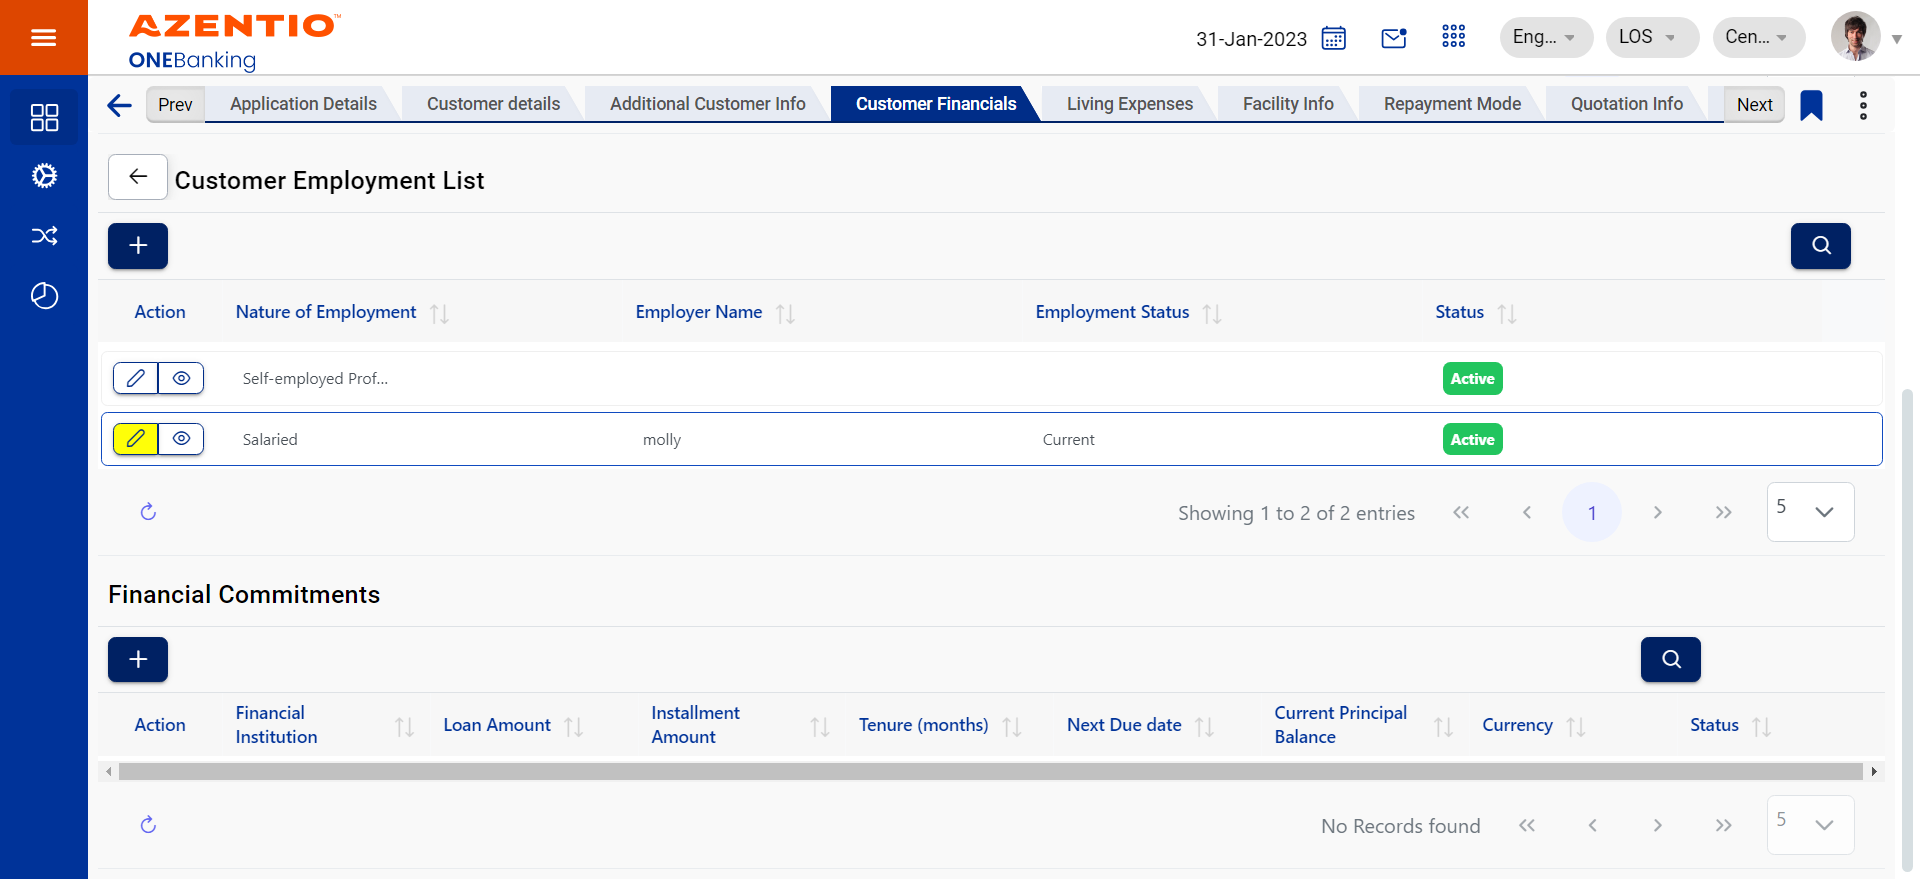 AZENTIO™
ONEBanking
31-Jan-2023
Eng...
LOS
Cen...
Prev
Application Details
Customer details
Additional Customer Info
Customer Financials
Living Expenses
Facility Info
Repayment Mode
Quotation Info
Next
Customer Employment List
Action
Nature of Employment
Employer Name
Employment Status
Status
Self-employed Prof...
Active
Salaried
molly
Current
Active
Showing 1 to 2 of 2 entries
1
5
Financial Commitments
Action
Financial Institution
Loan Amount
Installment Amount
Tenure (months)
Next Due date
Current Principal Balance
Currency
Status
No Records found
5